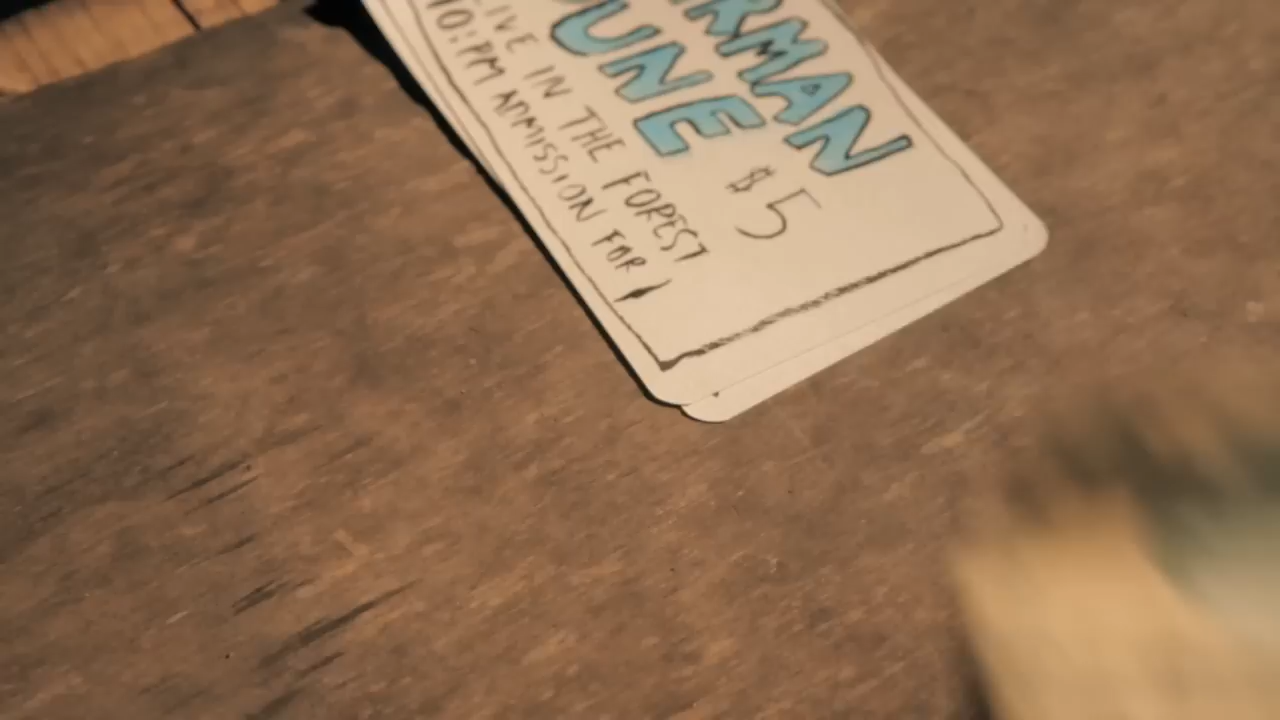 RMAN
UNE
$5
IVE IN THE FOREST
10:PM ADMISSION FOR 1